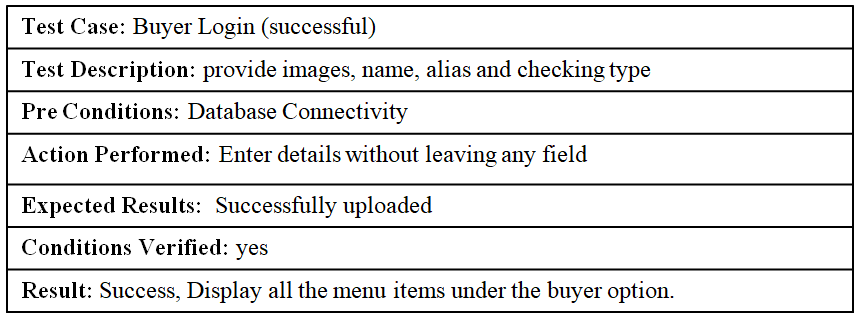 Test Case: Buyer Login (successful)
Test Description: provide images, name, alias and checking type
Pre Conditions: Database Connectivity
Action Performed: Enter details without leaving any field
Expected Results: Successfully uploaded
Conditions Verified: yes
Result: Success, Display all the menu items under the buyer option.